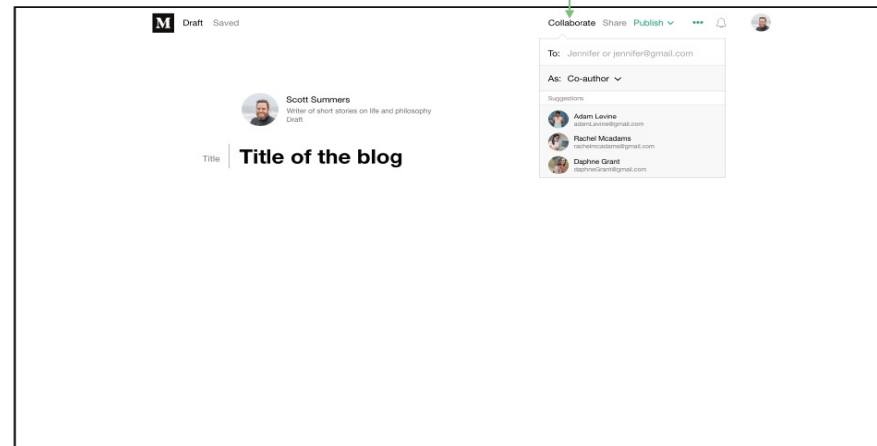 M Draft Saved Collaborate Share Publish
To: Jennifer or jennifer@gmail.com
As: Co-author
Suggestions
Adam Levine
adamLevine@gmail.com
Rachel Mcadams
rachelmcadams@gmail.com
Daphne Grant
daphneGrant@gmail.com
Scott Summers
Writer of short stories on life and philosophy
Draft
Title Title of the blog